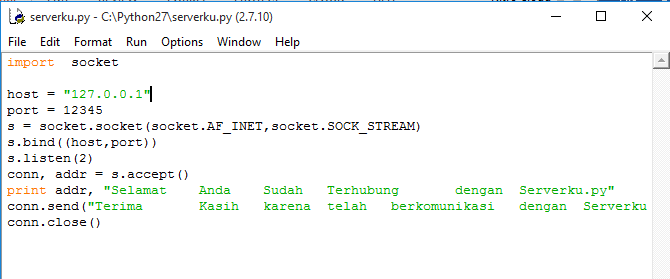 serverku.py - C:\Python27\serverku.py (2.7.10)
File Edit Format Run Options Window Help
import  socket
host = "127.0.0.1"
port = 12345
s = socket.socket(socket.AF_INET,socket.SOCK_STREAM)
s.bind((host,port))
s.listen(2)
conn, addr = s.accept()
print addr, "Selamat    Anda    Sudah   Terhubung       dengan  Serverku.py"
conn.send("Terima       Kasih   karena  telah   berkomunikasi   dengan  Serverku
conn.close()